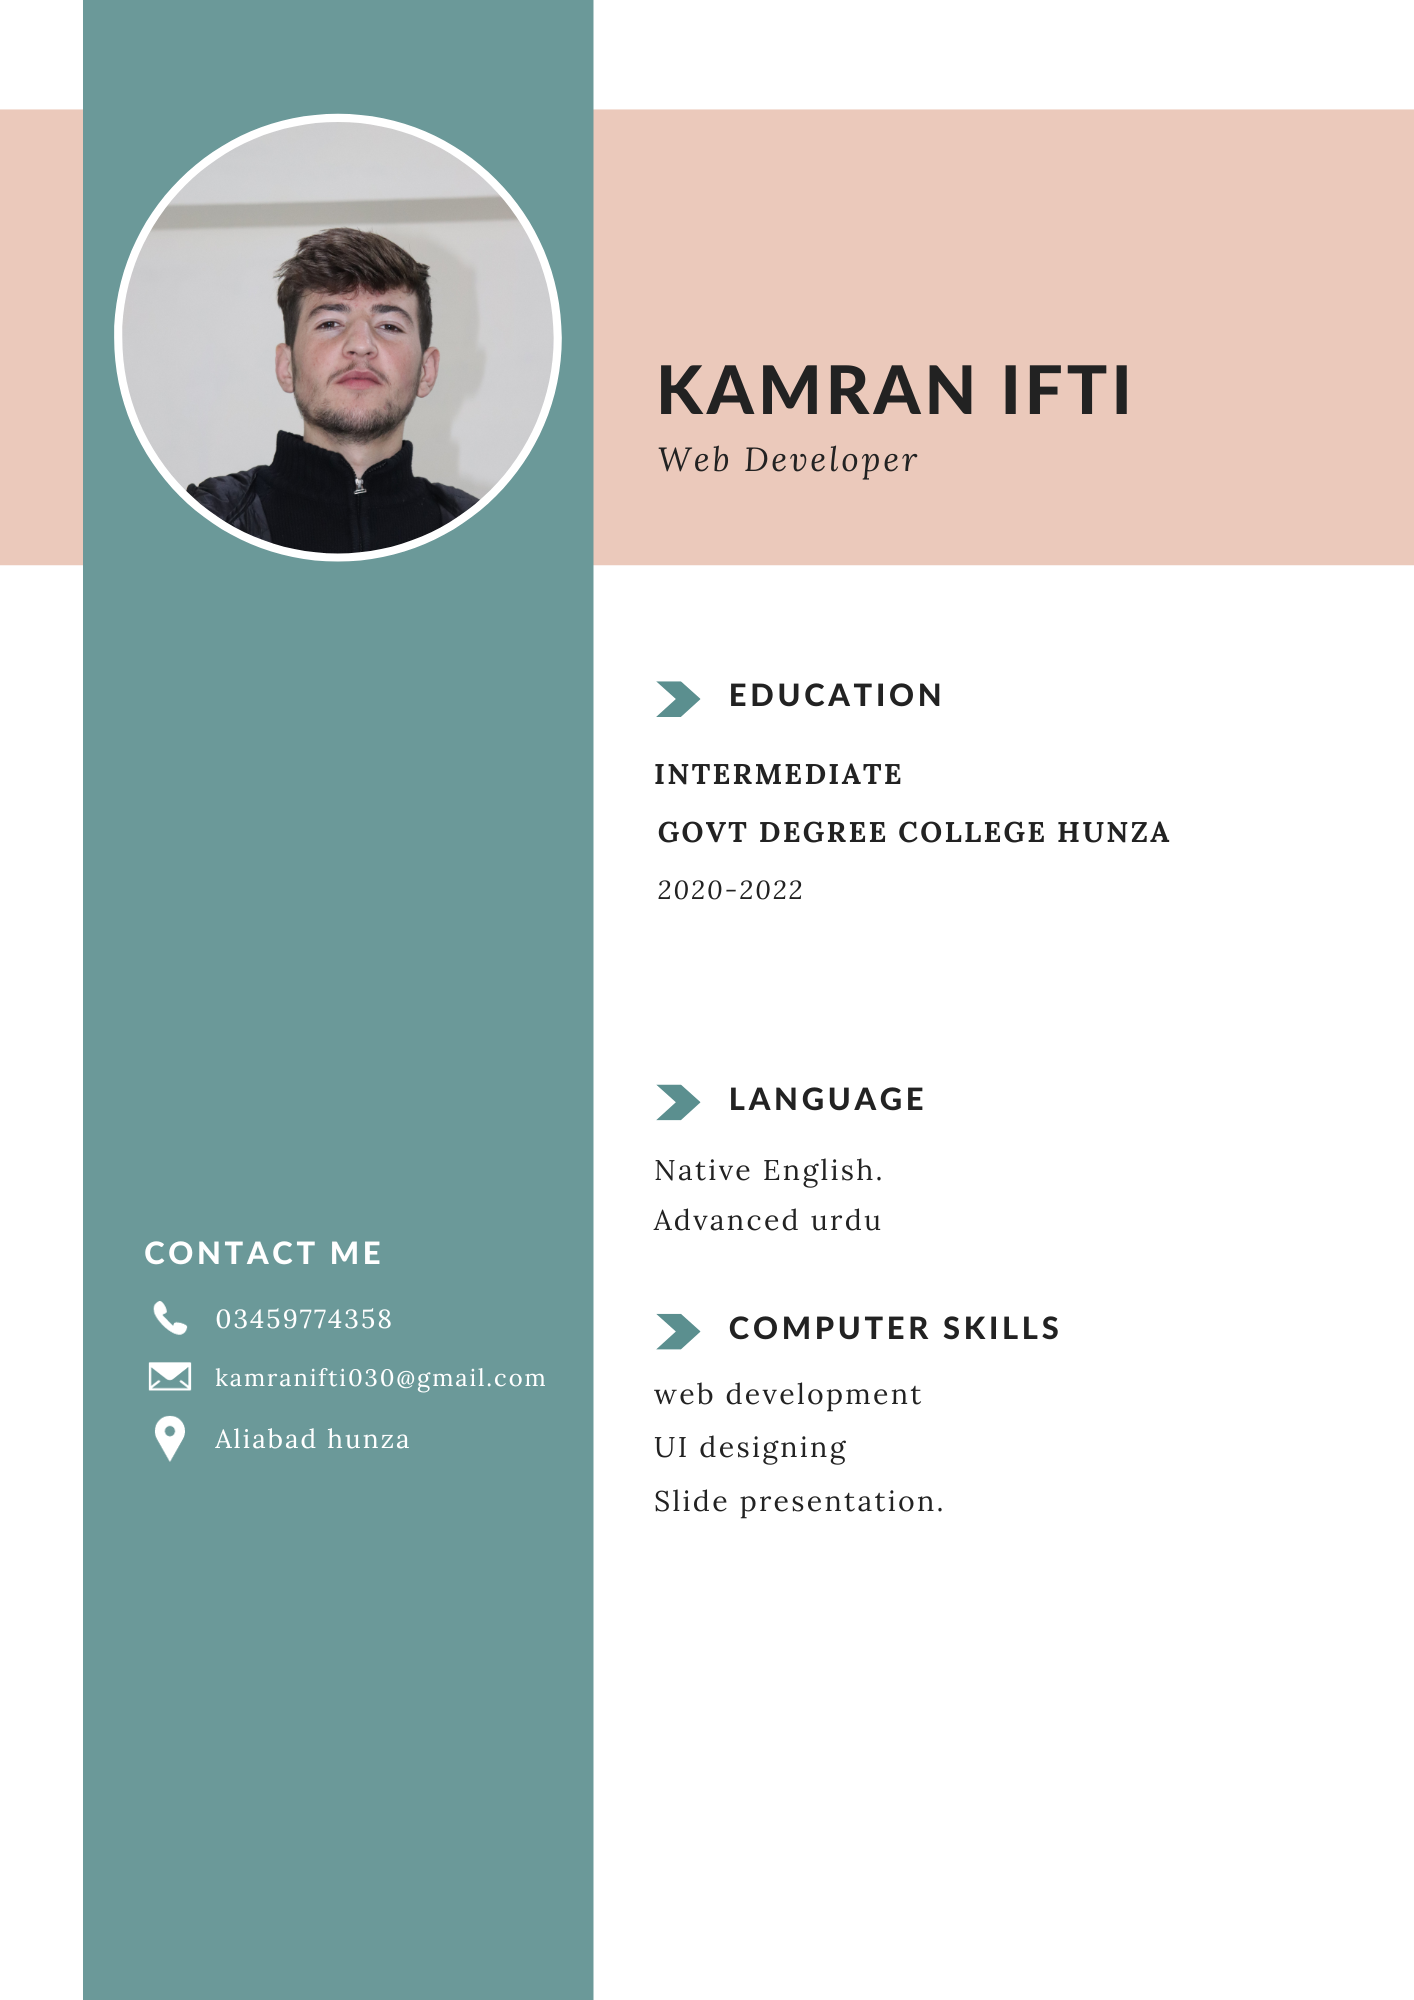 KAMRAN IFTI
Web Developer
EDUCATION
INTERMEDIATE
GOVT DEGREE COLLEGE HUNZA
2020-2022
LANGUAGE
Native English.
Advanced urdu
COMPUTER SKILLS
web development
UI designing
Slide presentation.
CONTACT ME
03459774358
kamranifti030@gmail.com
Aliabad hunza